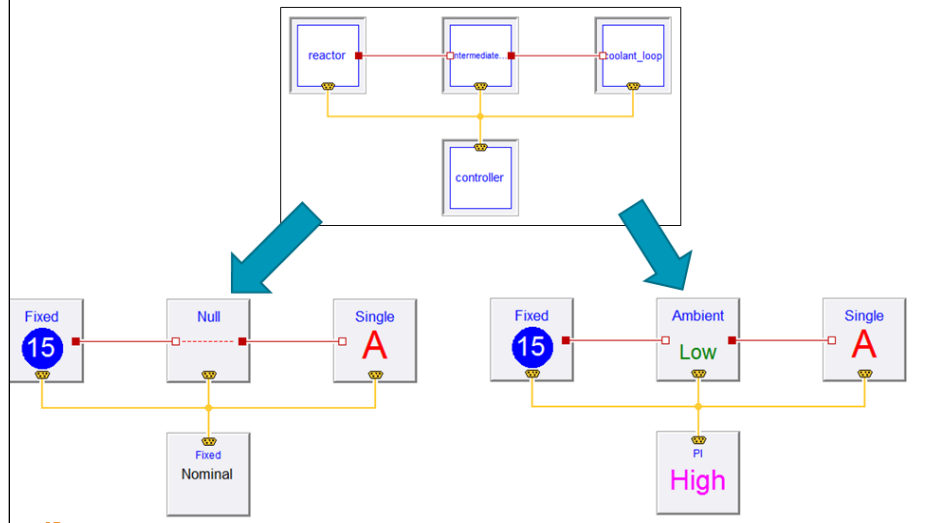 reactor
ntermediate...
oolant_loop
controller
Fixed
15
Null
Single
A
Fixed
Nominal
Fixed
15
Ambient
Low
Single
A
PI
High